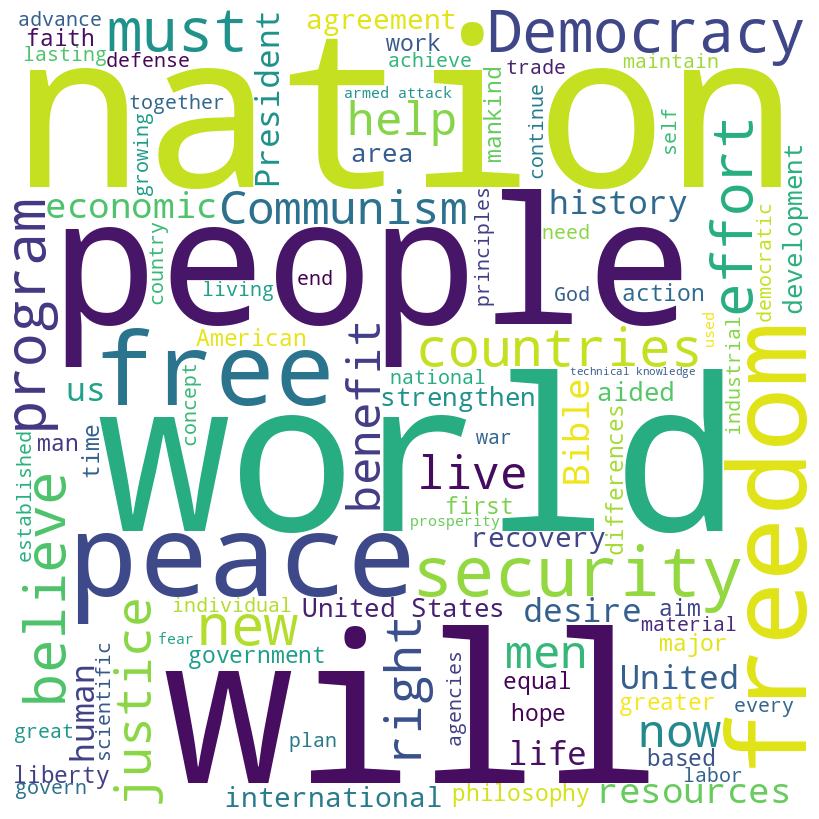 advance
must
agreement
Democracy
faith
work
lasting
defense
President
achieve
trade
maintain
nation
together
armed attack
help
mankind
continue
self
growing
area
effort
development
economic
Communism
history
program
people
principles
need
democratic
country
living
end
God
action
used
American
free
benefit
countries
freedom
us
concept
national
technical knowledge
strengthen
Bible
aided
industrial
world
man
time
war
live
differences
established
believe
first
prosperity
recovery
peace
security
individual
United States
desire
aim
material
justice
new
fear
government
right
will
men
major
human
scientific
agencies
equal
United
greater
every
great
plan
hope
now
life
based
liberty
labor
govern
international
philosophy
resources